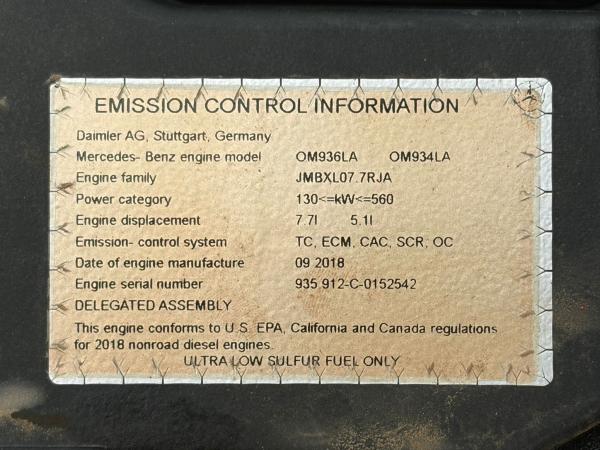 EMISSION CONTROL INFORMATION
Daimler AG, Stuttgart, Germany
Mercedes- Benz engine model OM936LA OM934LA
Engine family JMBXL07.7RJA
Power category 130<=kW<=560
Engine displacement 7.7l 5.1l
Emission- control system TC, ECM, CAC, SCR, OC
Date of engine manufacture 09 2018
Engine serial number 935 912-C-0152542
DELEGATED ASSEMBLY
This engine conforms to U.S. EPA, California and Canada regulations
for 2018 nonroad diesel engines.
ULTRA LOW SULFUR FUEL ONLY